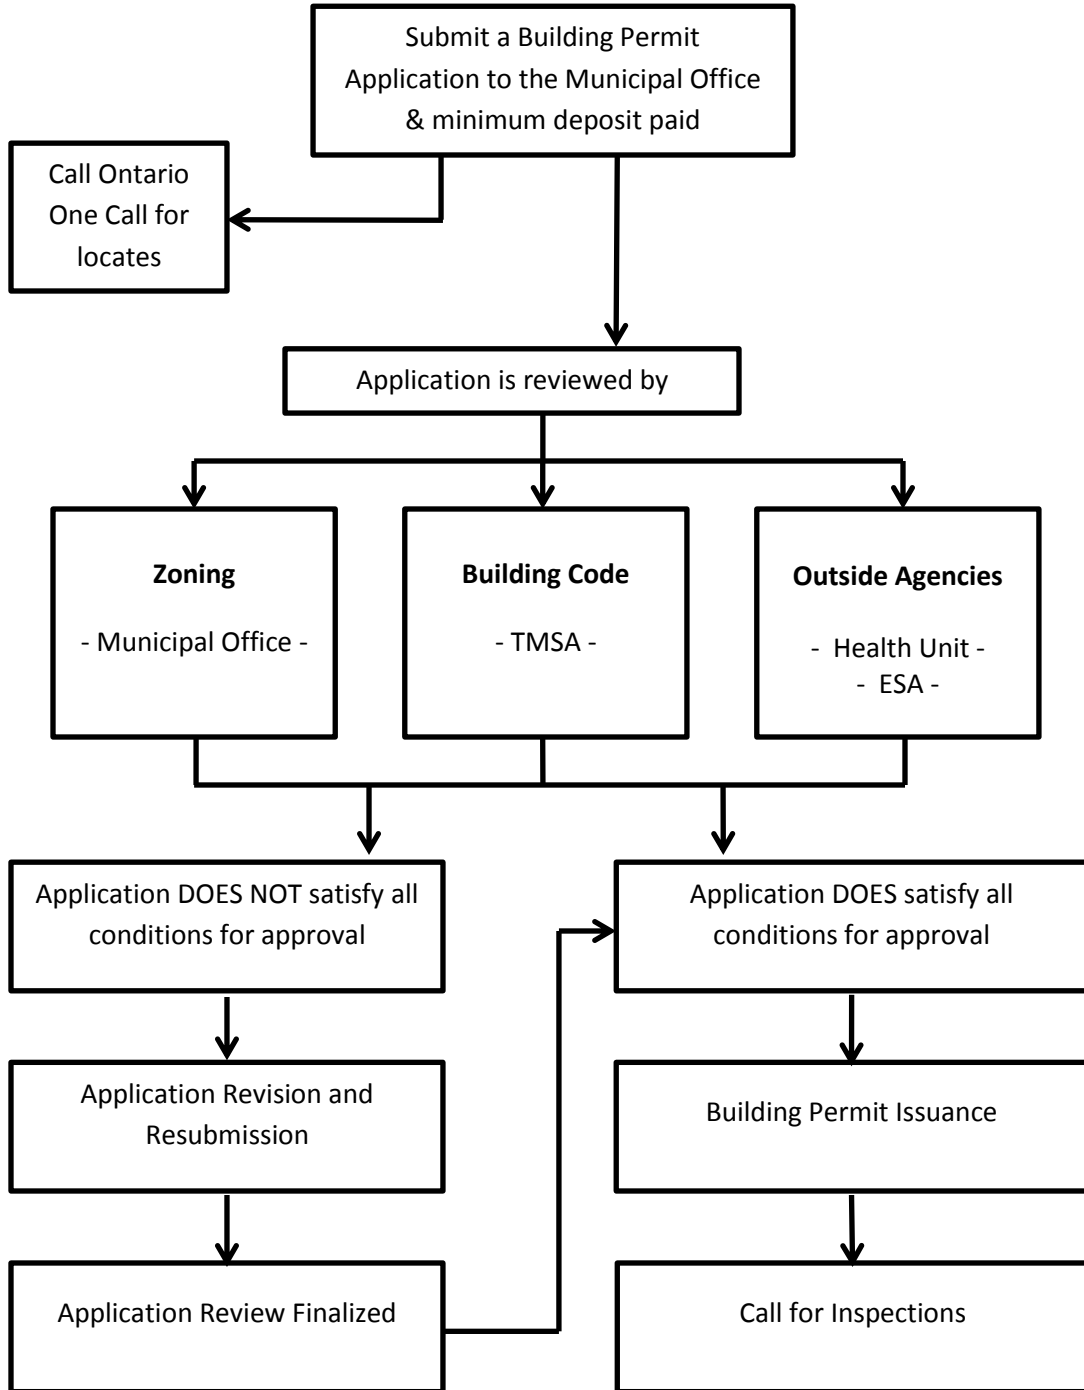 Submit a Building Permit
Application to the Municipal Office
& minimum deposit paid
Call Ontario
One Call for
locates
Application is reviewed by
Zoning
- Municipal Office -
Building Code
- TMSA -
Outside Agencies
- Health Unit -
- ESA -
Application DOES NOT satisfy all
conditions for approval
Application DOES satisfy all
conditions for approval
Application Revision and
Resubmission
Building Permit Issuance
Application Review Finalized
Call for Inspections